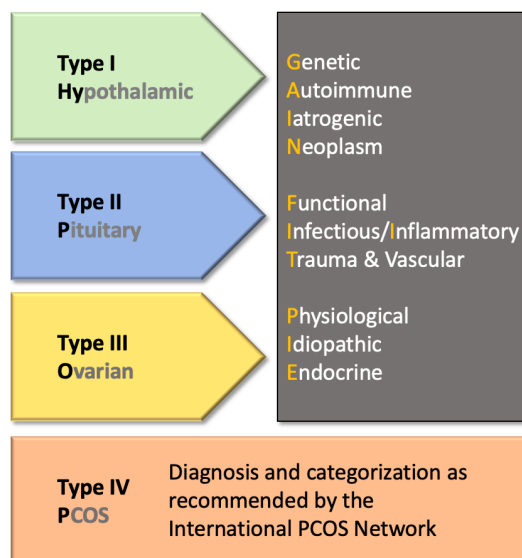 Type I
Hypothalamic
Genetic
Autoimmune
Iatrogenic
Neoplasm
Type II
Pituitary
Functional
Infectious/Inflammatory
Trauma & Vascular
Type III
Ovarian
Physiological
Idiopathic
Endocrine
Type IV
PCOS
Diagnosis and categorization as
recommended by the
International PCOS Network